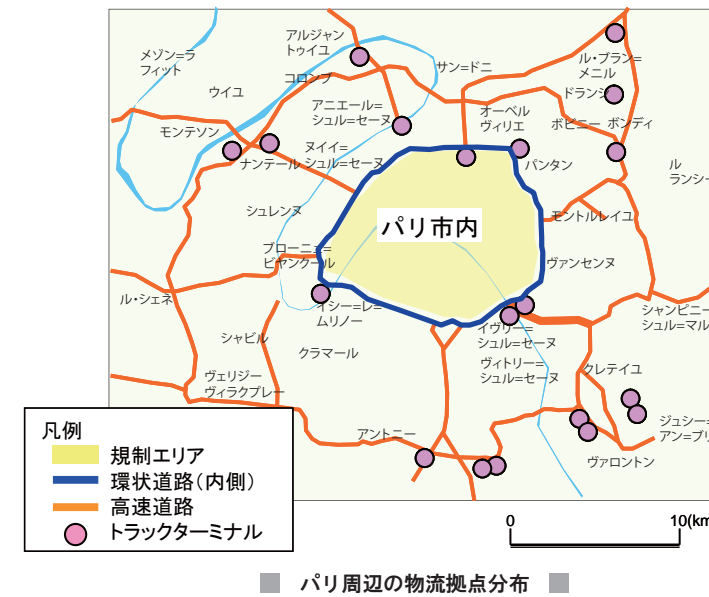 アルジャン
トゥイユ
メゾン=ラ
フィット
サン=ドニ
ル・ブラン=
メニル
コロンブ
ウイユ
ドランシ
アニエール=
シュル=セーヌ
オーベル
ヴィリエ
ボビニー
ボンディ
モンテソン
ヌイイ=
シュル=セーヌ
ナンテール
パンタン
ル
ランシー
シュレンヌ
モントルレイユ
パリ市内
ブローニュ=
ビヤンクール
ヴァンセンヌ
ル・シェネ
イシー=レ=
ムリノー
シャンピニー
シュル=マル
イヴリー=
シュル=セーヌ
シャビル
クラマール
ヴィトリー=
シュル=セーヌ
クレテイユ
ヴェリジー
ヴィラクプレー
ジュシー=
アン=ブリ
アントニー
ヴァロントン
凡例
規制エリア
環状道路(内側)
高速道路
トラックターミナル
0 10(km
パリ周辺の物流拠点分布